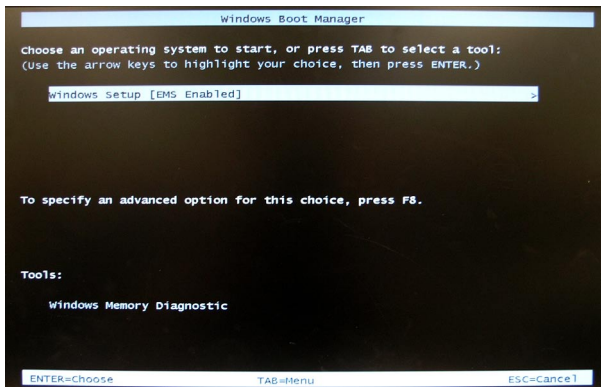 Windows Boot Manager
Choose an operating system to start, or press TAB to select a tool:
(Use the arrow keys to highlight your choice, then press ENTER.)
Windows Setup [EMS Enabled] >
To specify an advanced option for this choice, press F8.
Tools:
Windows Memory Diagnostic
ENTER=Choose TAB=Menu ESC=Cancel